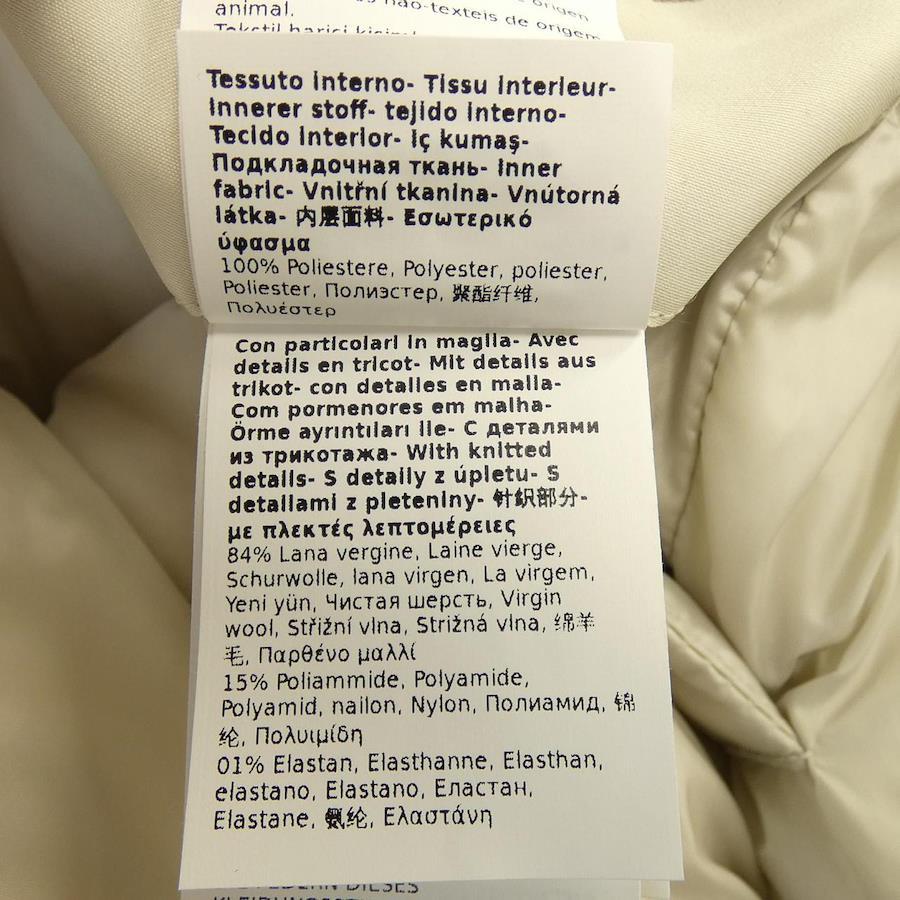 animal.
não-texteis de origem
Tessuto interno- Tissu interieur-
Innerer stoff- tejido interno-
Tecido interior- iç kumaş-
Подкладочная ткань- inner
fabric- Vnitřní tkanina- Vnútorná
látka- 内层面料- Εσωτερικό
ύφασμα
100% Poliestere, Polyester, poliester,
Poliester, Полиэстер, 聚酯纤维,
Πολυέστερ
Con particolari in maglia- Avec
details en tricot- Mit details aus
trikot- con detalles en malla-
Com pormenores em malha-
Örme ayrıntıları ile- С деталями
из трикотажа- With knitted
details- S detaily z úpletu- S
detailami z pleteniny- 针织部分-
με πλεκτές λεπτομέρειες
84% Lana vergine, Laine vierge,
Schurwolle, lana virgen, La virgem,
Yeni yün, Чистая шерсть, Virgin
wool, Střižní vlna, Strižná vlna, 绵羊
毛, Παρθένο μαλλί
15% Poliammide, Polyamide,
Polyamid, nailon, Nylon, Полиамид, 锦
纶, Πολυιμίδη
01% Elastan, Elasthanne, Elasthan,
elastano, Elastano, Еластан,
Elastane, 氨纶, Ελαστάνη
DIESES